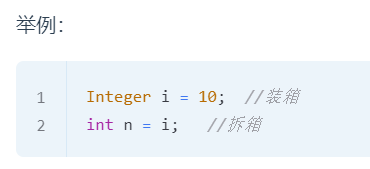 举例：
1 Integer i = 10;  //装箱
2 int n = i;   //拆箱